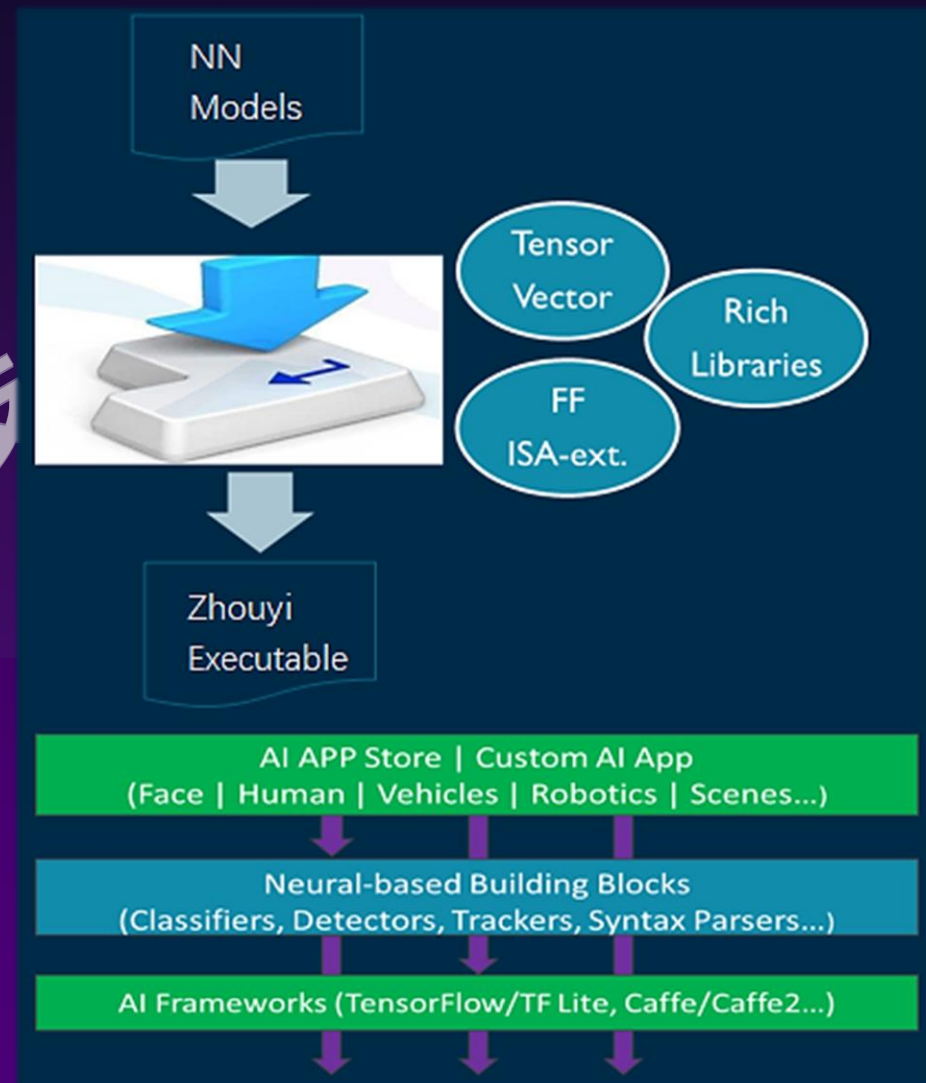 NN
Models
Tensor
Vector
Rich
Libraries
FF
ISA-ext.
Zhouyi
Executable
AI APP Store | Custom AI App
(Face | Human | Vehicles | Robotics | Scenes...)
Neural-based Building Blocks
(Classifiers, Detectors, Trackers, Syntax Parsers...)
AI Frameworks (TensorFlow/TF Lite, Caffe/Caffe2...)